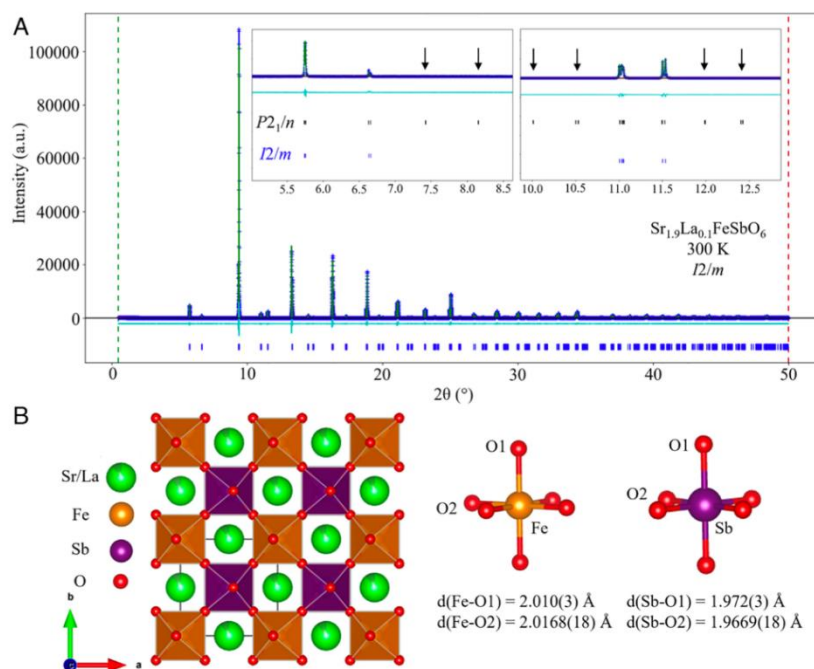 A
Intensity (a.u.)
100000
80000
60000
40000
20000
0
P2₁/n
I2/m
5.5 6.0 6.5 7.0 7.5 8.0 8.5
10.0 10.5 11.0 11.5 12.0 12.5
Sr₁.₉La₀.₁FeSbO₆
300 K
I2/m
0 10 20 30 40 50
2θ (°)
B
Sr/La
Fe
Sb
O
b
a
O1
O2
Fe
d(Fe-O1) = 2.010(3) Å
d(Fe-O2) = 2.0168(18) Å
O1
O2
Sb
d(Sb-O1) = 1.972(3) Å
d(Sb-O2) = 1.9669(18) Å